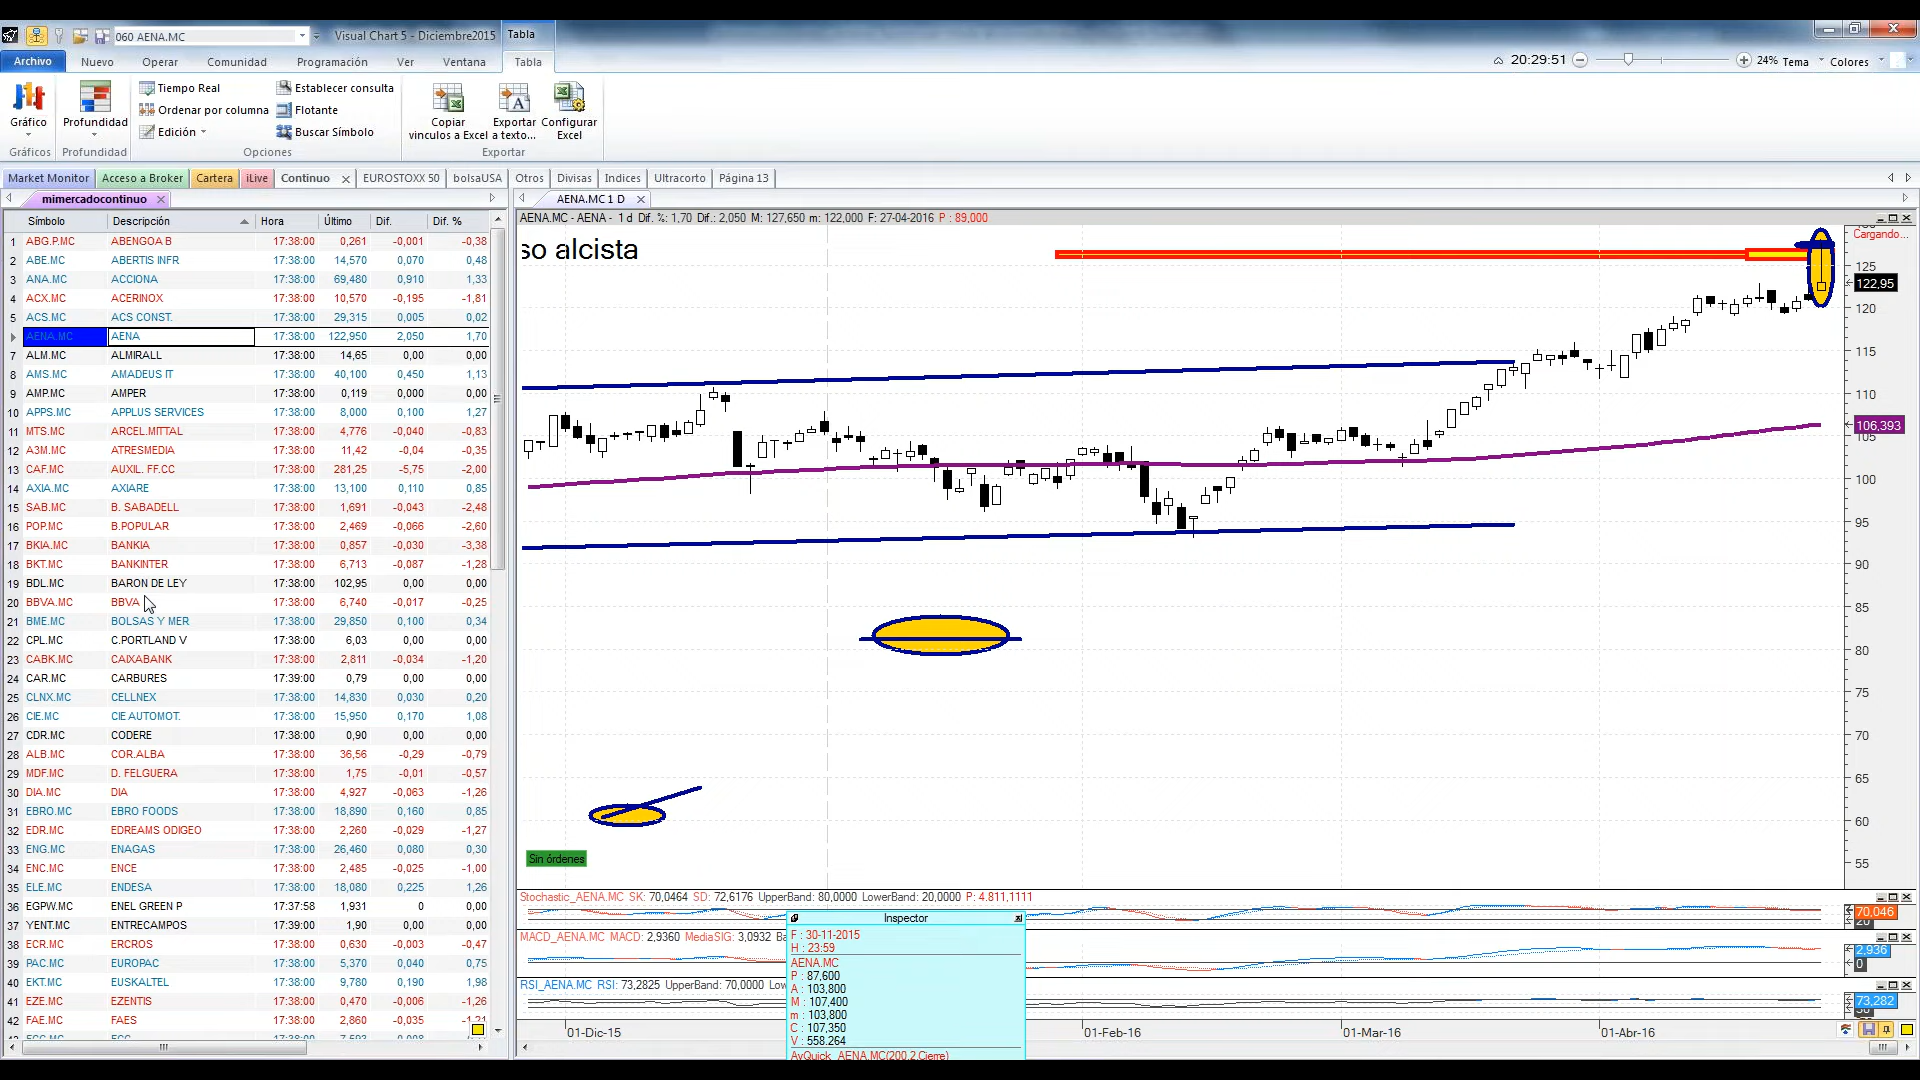 060 AENA.MC
Visual Chart 5 - Diciembre2015
Tabla
Archivo Nuevo Operar Comunidad Programación Ver Ventana Tabla
20:29:51 24% Tema Colores
Gráfico
Gráficos
Profundidad
Profundidad
Tiempo Real
Ordenar por columna
Edición
Establecer consulta
Flotante
Buscar Símbolo
Opciones
Copiar vínculos a Excel
Exportar a texto...
Configurar Excel
Exportar
Market Monitor Acceso a Broker Cartera iLive Contínuo EUROSTOXX 50 bolsaUSA Otros Divisas Indices Ultracorto Página 13
mimercadocontinuo
Símbolo Descripción Hora Último Dif. Dif. %
1 ABG.P.MC ABENGOA B 17:38:00 0,261 -0,001 -0,38
2 ABE.MC ABERTIS INFR 17:38:00 14,570 0,070 0,48
3 ANA.MC ACCIONA 17:38:00 69,480 0,910 1,33
4 ACX.MC ACERINOX 17:38:00 10,570 -0,195 -1,81
5 ACS.MC ACS CONST. 17:38:00 29,315 0,005 0,02
AENA.MC AENA 17:38:00 122,950 2,050 1,70
7 ALM.MC ALMIRALL 17:38:00 14,65 0,00 0,00
8 AMS.MC AMADEUS IT 17:38:00 40,100 0,450 1,13
9 AMP.MC AMPER 17:38:00 0,119 0,000 0,00
10 APPS.MC APPLUS SERVICES 17:38:00 8,000 0,100 1,27
11 MTS.MC ARCEL.MITTAL 17:38:00 4,776 -0,040 -0,83
12 A3M.MC ATRESMEDIA 17:38:00 11,42 -0,04 -0,35
13 CAF.MC AUXIL. FF.CC 17:38:00 281,25 -5,75 -2,00
14 AXIA.MC AXIARE 17:38:00 13,100 0,110 0,85
15 SAB.MC B. SABADELL 17:38:00 1,691 -0,043 -2,48
16 POP.MC B.POPULAR 17:38:00 2,469 -0,066 -2,60
17 BKIA.MC BANKIA 17:38:00 0,857 -0,030 -3,38
18 BKT.MC BANKINTER 17:38:00 6,713 -0,087 -1,28
19 BDL.MC BARON DE LEY 17:38:00 102,95 0,00 0,00
20 BBVA.MC BBVA 17:38:00 6,740 -0,017 -0,25
21 BME.MC BOLSAS Y MER 17:38:00 29,850 0,100 0,34
22 CPL.MC C.PORTLAND V 17:38:00 6,03 0,00 0,00
23 CABK.MC CAIXABANK 17:38:00 2,811 -0,034 -1,20
24 CAR.MC CARBURES 17:39:00 0,79 0,00 0,00
25 CLNX.MC CELLNEX 17:38:00 14,830 0,030 0,20
26 CIE.MC CIE AUTOMOT. 17:38:00 15,950 0,170 1,08
27 CDR.MC CODERE 17:38:00 0,90 0,00 0,00
28 ALB.MC COR.ALBA 17:38:00 36,56 -0,29 -0,79
29 MDF.MC D. FELGUERA 17:38:00 1,75 -0,01 -0,57
30 DIA.MC DIA 17:38:00 4,927 -0,063 -1,26
31 EBRO.MC EBRO FOODS 17:38:00 18,890 0,160 0,85
32 EDR.MC EDREAMS ODIGEO 17:38:00 2,260 -0,029 -1,27
33 ENG.MC ENAGAS 17:38:00 26,460 0,080 0,30
34 ENC.MC ENCE 17:38:00 2,485 -0,025 -1,00
35 ELE.MC ENDESA 17:38:00 18,080 0,225 1,26
36 EGPW.MC ENEL GREEN P 17:37:58 1,931 0 0,00
37 YENT.MC ENTRECAMPOS 17:39:00 1,90 0,00 0,00
38 ECR.MC ERCROS 17:38:00 0,630 -0,003 -0,47
39 PAC.MC EUROPAC 17:38:00 5,370 0,040 0,75
40 EKT.MC EUSKALTEL 17:38:00 9,780 0,190 1,98
41 EZE.MC EZENTIS 17:38:00 0,470 -0,006 -1,26
42 FAE.MC FAES 17:38:00 2,860 -0,035 -1,21
AENA.MC 1 D
AENA.MC - AENA - 1 d Dif. %: 1,70 Dif.: 2,050 M: 127,650 m: 122,000 F: 27-04-2016 P : 89,000
so alcista
Cargando...
125
122,95
120
115
110
106,393
105
100
95
90
85
80
75
70
65
60
55
Sin órdenes
Stochastic_AENA.MC SK: 70,0464 SD: 72,6176 UpperBand: 80,0000 LowerBand: 20,0000 P: 4.811,1111
70,046
20
MACD_AENA.MC MACD: 2,9360 MediaSIG: 3,0932
2,936
0
RSI_AENA.MC RSI: 73,2825 UpperBand: 70,0000
73,282
Inspector
F : 30-11-2015
H : 23:59
AENA.MC
P : 87,600
A : 103,800
M : 107,400
m : 103,800
C : 107,350
V : 558.264
AvQuick_AENA.MC(200,2,Cierre)
01-Dic-15 01-Feb-16 01-Mar-16 01-Abr-16